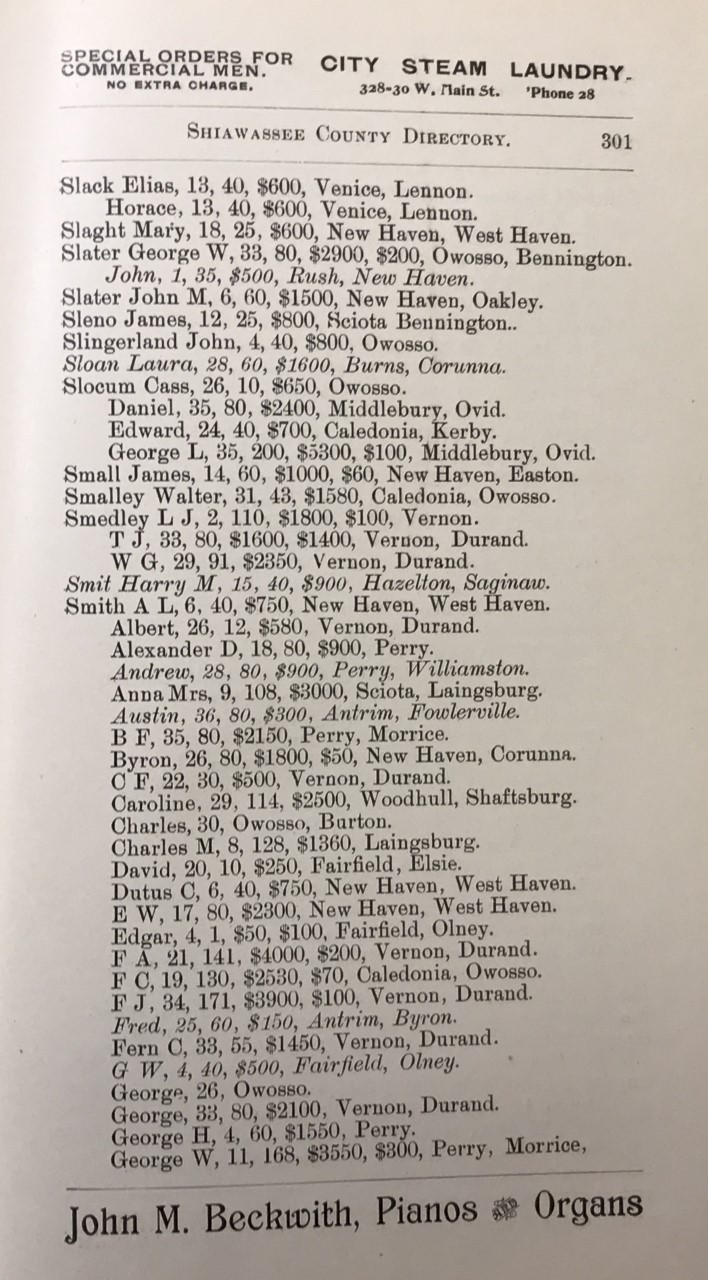 SPECIAL ORDERS FOR
COMMERCIAL MEN.
NO EXTRA CHARGE.
CITY STEAM LAUNDRY.
328-30 W. Main St. 'Phone 28
SHIAWASSEE COUNTY DIRECTORY. 301
Slack Elias, 13, 40, $600, Venice, Lennon.
Horace, 13, 40, $600, Venice, Lennon.
Slaght Mary, 18, 25, $600, New Haven, West Haven.
Slater George W, 33, 80, $2900, $200, Owosso, Bennington.
John, 1, 35, $500, Rush, New Haven.
Slater John M, 6, 60, $1500, New Haven, Oakley.
Sleno James, 12, 25, $800, Sciota Bennington..
Slingerland John, 4, 40, $800, Owosso.
Sloan Laura, 28, 60, $1600, Burns, Corunna.
Slocum Cass, 26, 10, $650, Owosso.
Daniel, 35, 80, $2400, Middlebury, Ovid.
Edward, 24, 40, $700, Caledonia, Kerby.
George L, 35, 200, $5300, $100, Middlebury, Ovid.
Small James, 14, 60, $1000, $60, New Haven, Easton.
Smalley Walter, 31, 43, $1580, Caledonia, Owosso.
Smedley L J, 2, 110, $1800, $100, Vernon.
T J, 33, 80, $1600, $1400, Vernon, Durand.
W G, 29, 91, $2350, Vernon, Durand.
Smit Harry M, 15, 40, $900, Hazelton, Saginaw.
Smith A L, 6, 40, $750, New Haven, West Haven.
Albert, 26, 12, $580, Vernon, Durand.
Alexander D, 18, 80, $900, Perry.
Andrew, 28, 80, $900, Perry, Williamston.
Anna Mrs, 9, 108, $3000, Sciota, Laingsburg.
Austin, 36, 80, $300, Antrim, Fowlerville.
B F, 35, 80, $2150, Perry, Morrice.
Byron, 26, 80, $1800, $50, New Haven, Corunna.
C F, 22, 30, $500, Vernon, Durand.
Caroline, 29, 114, $2500, Woodhull, Shaftsburg.
Charles, 30, Owosso, Burton.
Charles M, 8, 128, $1360, Laingsburg.
David, 20, 10, $250, Fairfield, Elsie.
Dutus C, 6, 40, $750, New Haven, West Haven.
E W, 17, 80, $2300, New Haven, West Haven.
Edgar, 4, 1, $50, $100, Fairfield, Olney.
F A, 21, 141, $4000, $200, Vernon, Durand.
F C, 19, 130, $2530, $70, Caledonia, Owosso.
F J, 34, 171, $3900, $100, Vernon, Durand.
Fred, 25, 60, $150, Antrim, Byron.
Fern C, 33, 55, $1450, Vernon, Durand.
G W, 4, 40, $500, Fairfield, Olney.
George, 26, Owosso.
George, 33, 80, $2100, Vernon, Durand.
George H, 4, 60, $1550, Perry.
George W, 11, 168, $3550, $300, Perry, Morrice,
John M. Beckwith, Pianos Organs